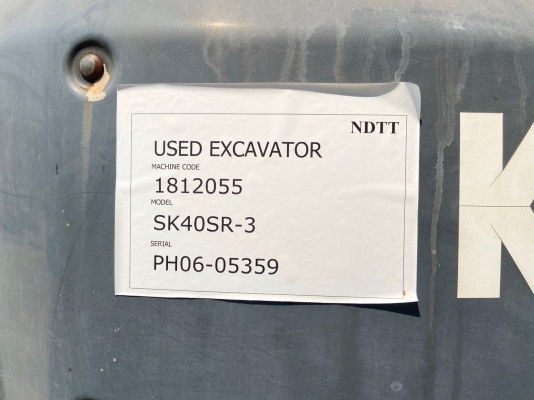 NDTT
USED EXCAVATOR
MACHINE CODE
1812055
MODEL
SK40SR-3
SERIAL
PH06-05359
K